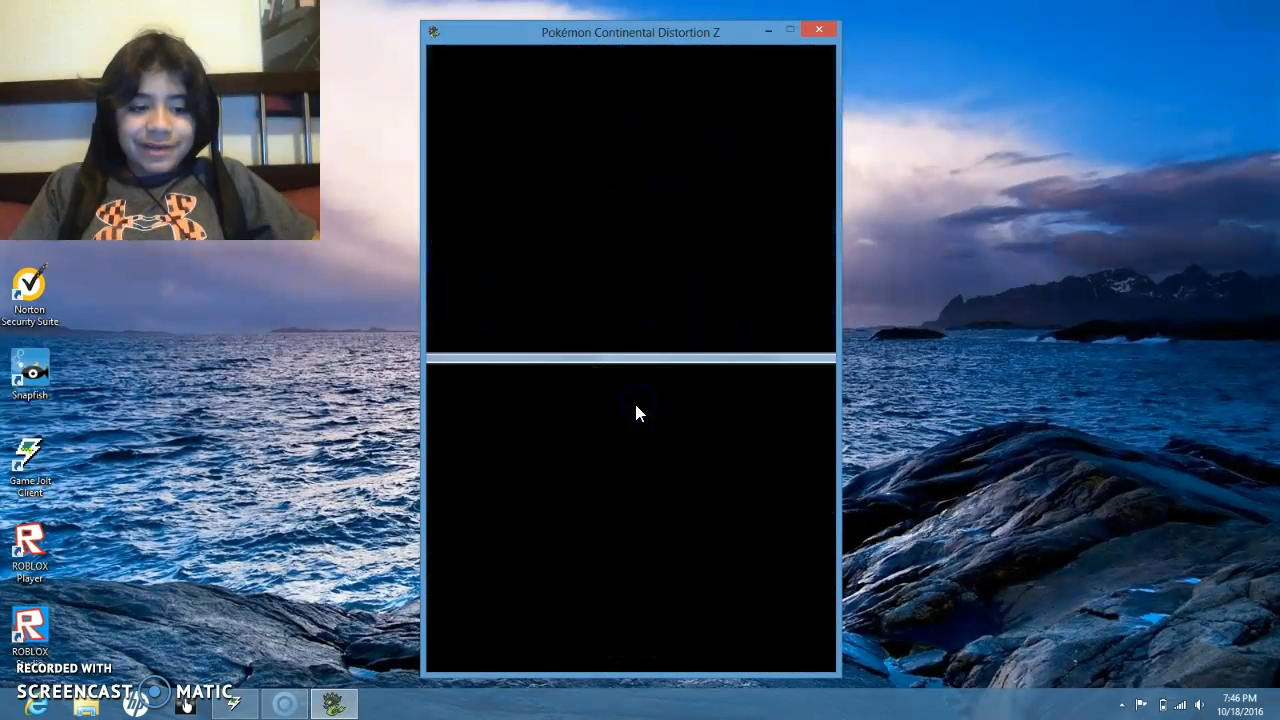 Pokémon Continental Distortion Z
Norton
Security Suite
Snapfish
Game Jolt
Client
ROBLOX
Player
ROBLOX
RECORDED WITH
SCREENCAST MATIC
hp
7:46 PM
10/18/2016